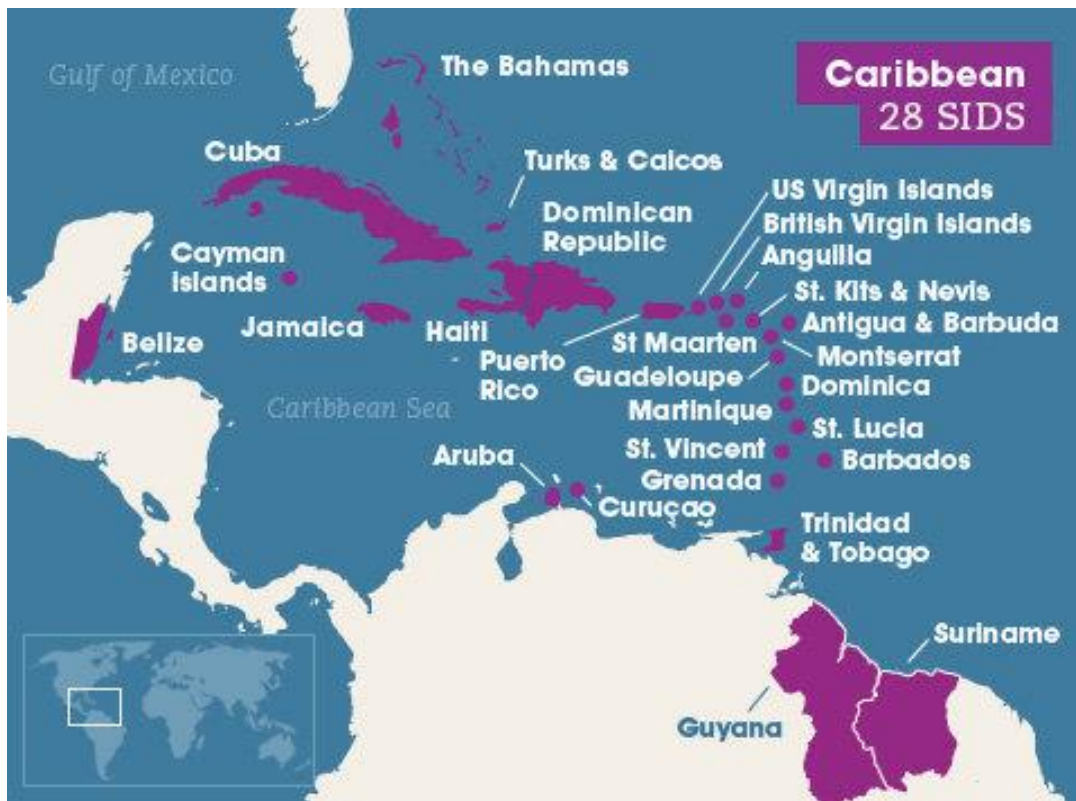 Gulf of Mexico
The Bahamas
Caribbean
28 SIDS
Cuba
Turks & Caicos
US Virgin Islands
Dominican
Republic
British Virgin Islands
Anguilla
Cayman
Islands
St. Kits & Nevis
Jamaica
Haiti
Antigua & Barbuda
Belize
Puerto
Rico
St Maarten
Montserrat
Guadeloupe
Dominica
Caribbean Sea
Martinique
St. Lucia
Aruba
St. Vincent
Barbados
Grenada
Curuçao
Trinidad
& Tobago
Suriname
Guyana